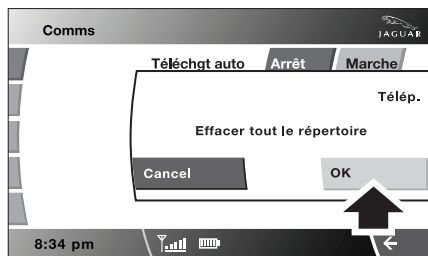 Comms
JAGUAR
Téléchgt auto Arrêt Marche
Télép.
Effacer tout le répertoire
Cancel OK
8:34 pm